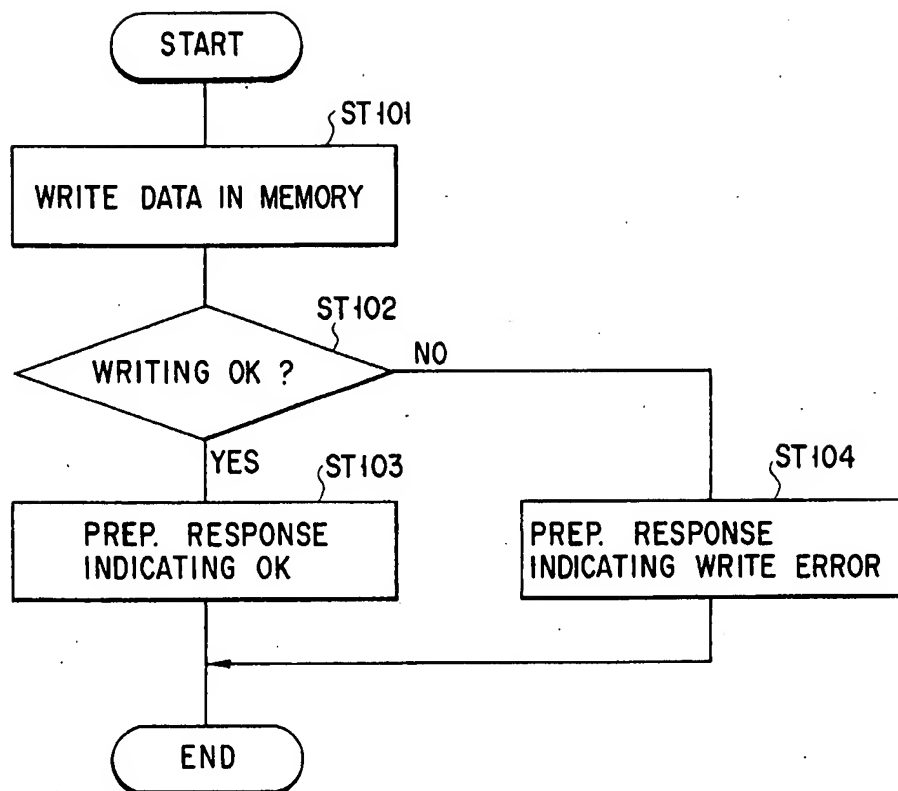 START
ST101
WRITE DATA IN MEMORY
ST102
WRITING OK ?
NO
YES
ST103
PREP. RESPONSE
INDICATING OK
ST104
PREP. RESPONSE
INDICATING WRITE ERROR
END